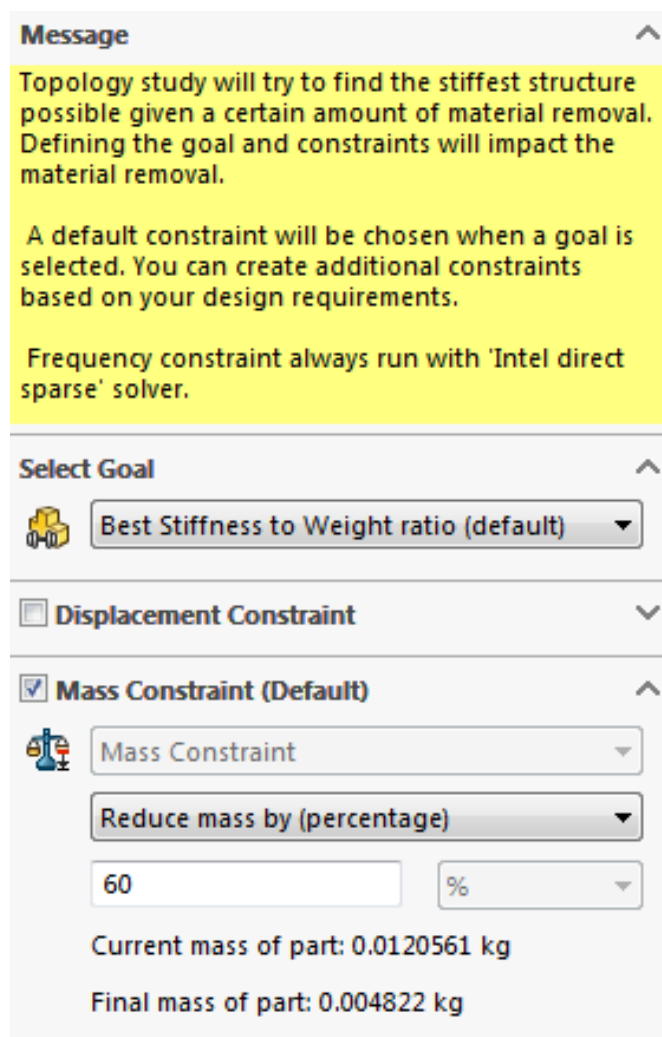 Message
Topology study will try to find the stiffest structure
possible given a certain amount of material removal.
Defining the goal and constraints will impact the
material removal.
A default constraint will be chosen when a goal is
selected. You can create additional constraints
based on your design requirements.
Frequency constraint always run with 'Intel direct
sparse' solver.
Select Goal
Best Stiffness to Weight ratio (default)
Displacement Constraint
Mass Constraint (Default)
Mass Constraint
Reduce mass by (percentage)
60 %
Current mass of part: 0.0120561 kg
Final mass of part: 0.004822 kg